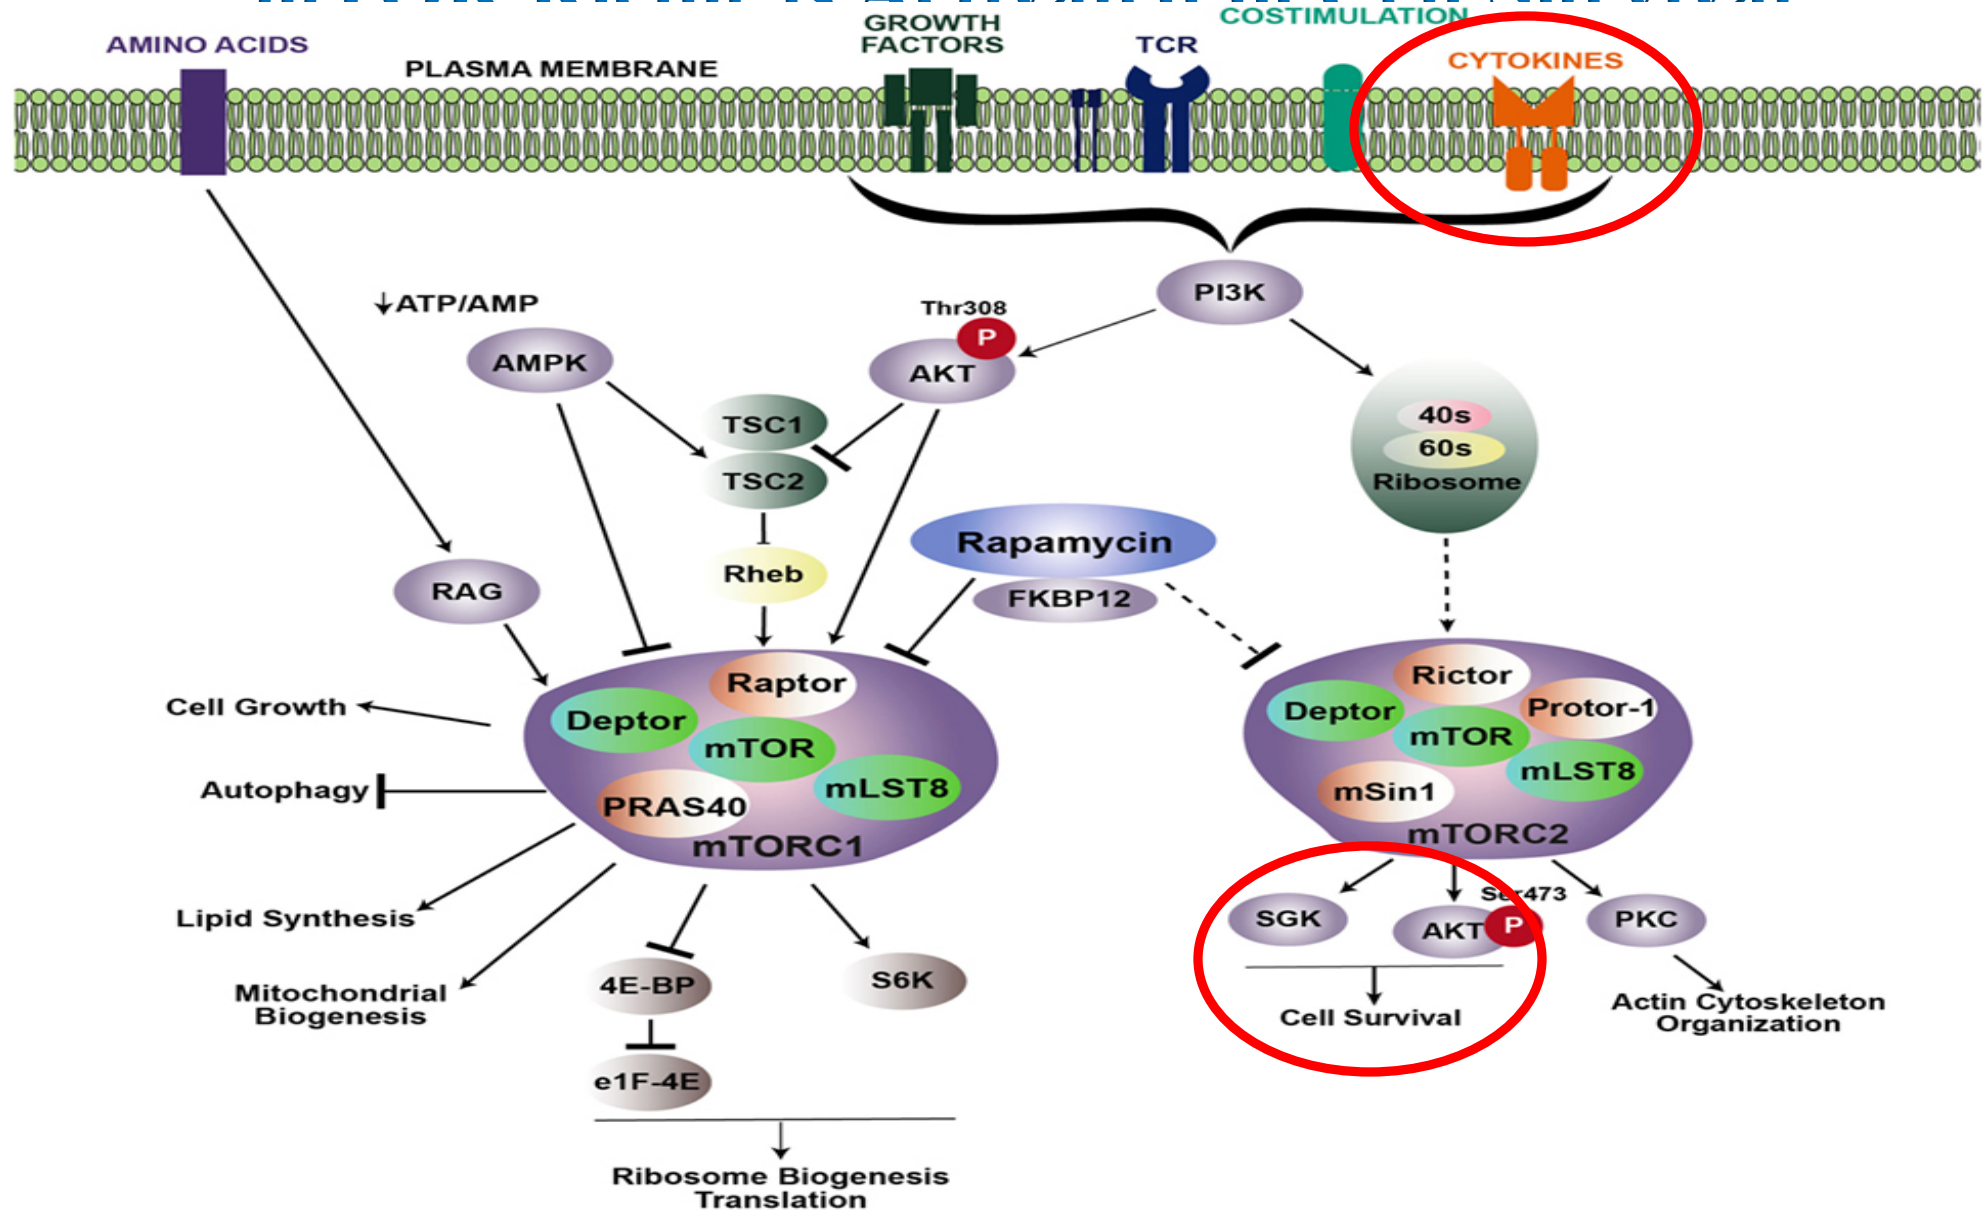 GROWTH
FACTORS
COSTIMULATION
AMINO ACIDS
PLASMA MEMBRANE
TCR
CYTOKINES
PI3K
↓ATP/AMP
Thr308
P
AMPK
AKT
TSC1
TSC2
40s
60s
Ribosome
Rapamycin
FKBP12
Rheb
RAG
Raptor
Deptor
mTOR
mLST8
PRAS40
mTORC1
Rictor
Deptor
Protor-1
mTOR
mLST8
mSin1
mTORC2
Cell Growth
Autophagy
Lipid Synthesis
Mitochondrial
Biogenesis
4E-BP
S6K
e1F-4E
Ribosome Biogenesis
Translation
SGK
AKT
P
Ser473
PKC
Cell Survival
Actin Cytoskeleton
Organization